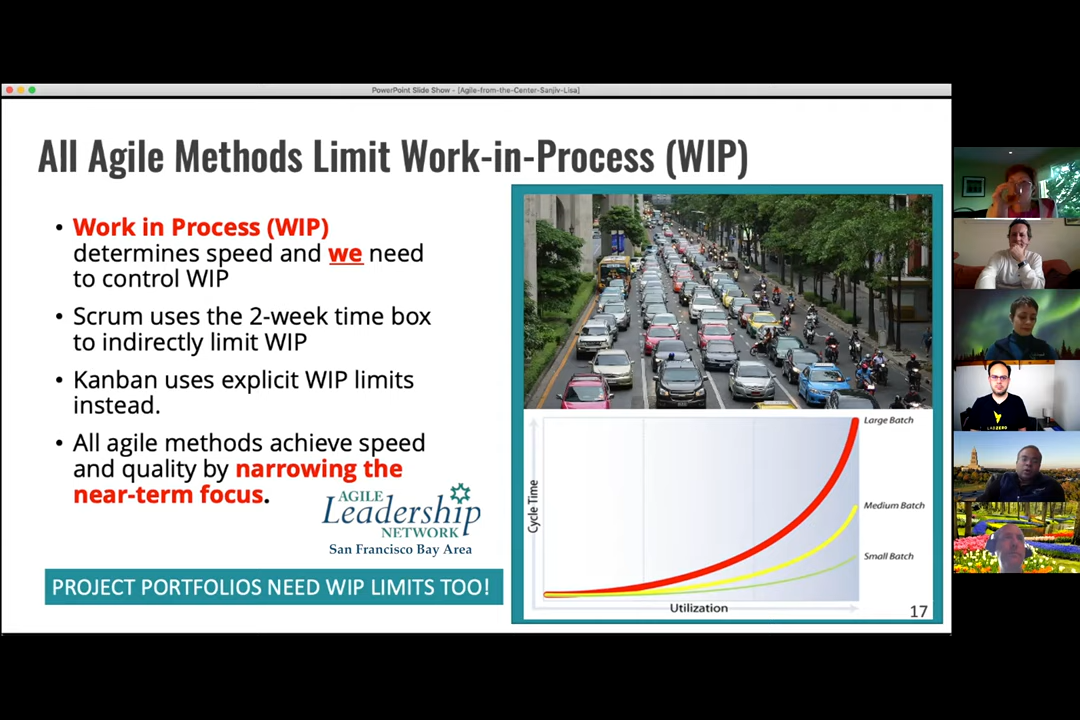 PowerPoint Slide Show - [Agile-from-the-Center-Sanjiv-Lisa]
All Agile Methods Limit Work-in-Process (WIP)
• Work in Process (WIP)
determines speed and we need
to control WIP
• Scrum uses the 2-week time box
to indirectly limit WIP
• Kanban uses explicit WIP limits
instead.
• All agile methods achieve speed
and quality by narrowing the
near-term focus.
AGILE
Leadership
NETWORK
San Francisco Bay Area
PROJECT PORTFOLIOS NEED WIP LIMITS TOO!
Cycle Time
Large Batch
Medium Batch
Small Batch
Utilization
17